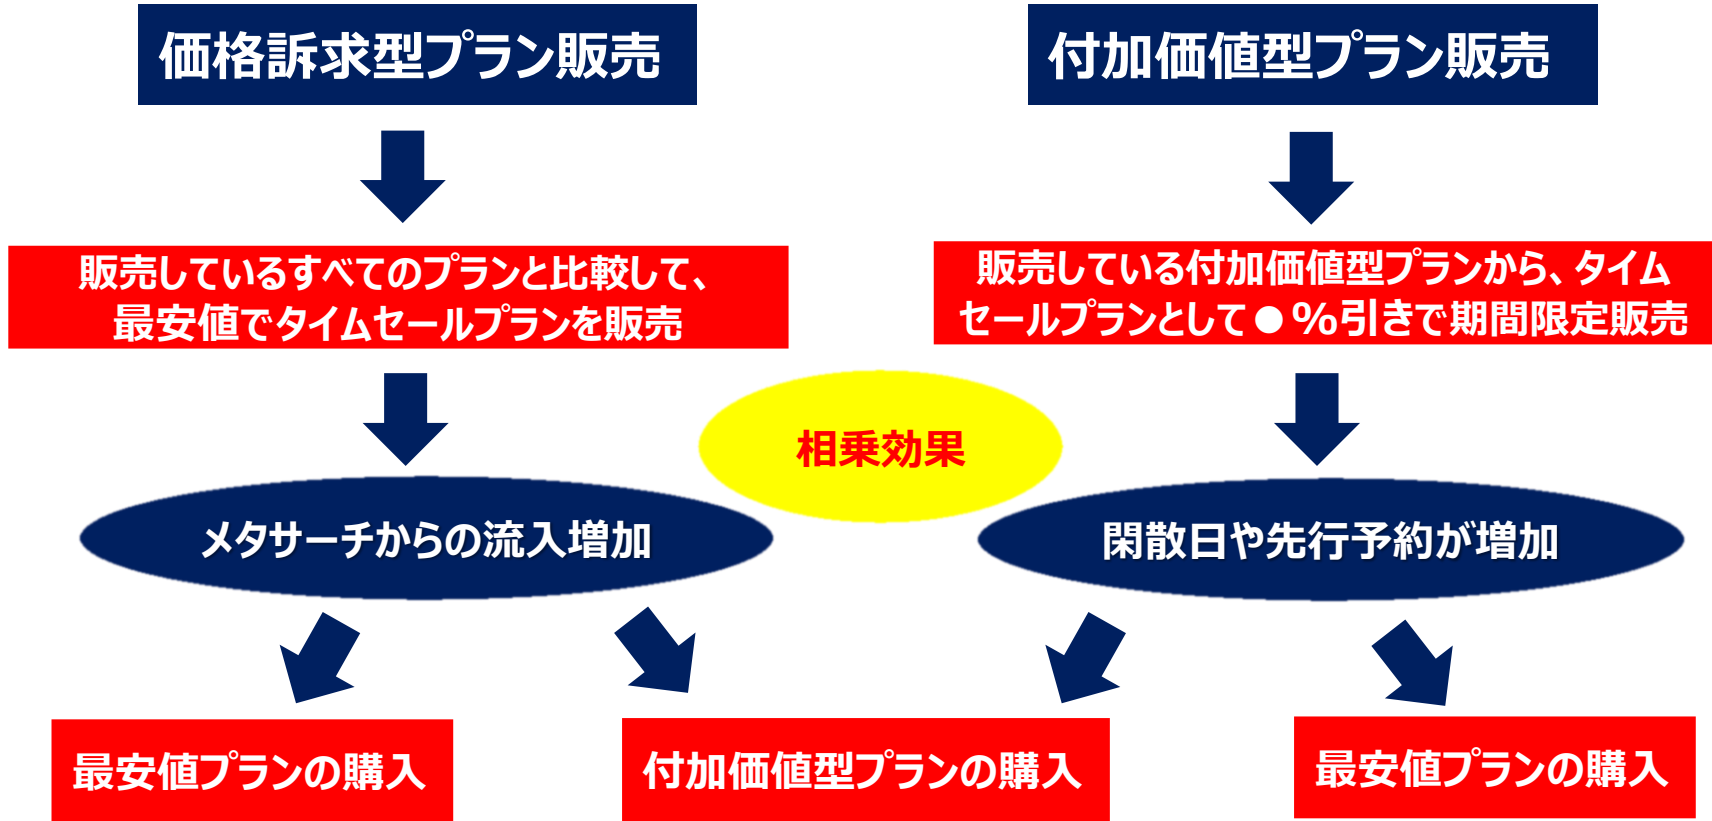 価格訴求型プラン販売
付加価値型プラン販売
販売しているすべてのプランと比較して、
最安値でタイムセールプランを販売
販売している付加価値型プランから、タイム
セールプランとして●%引きで期間限定販売
相乗効果
メタサーチからの流入増加
閑散日や先行予約が増加
最安値プランの購入
付加価値型プランの購入
最安値プランの購入